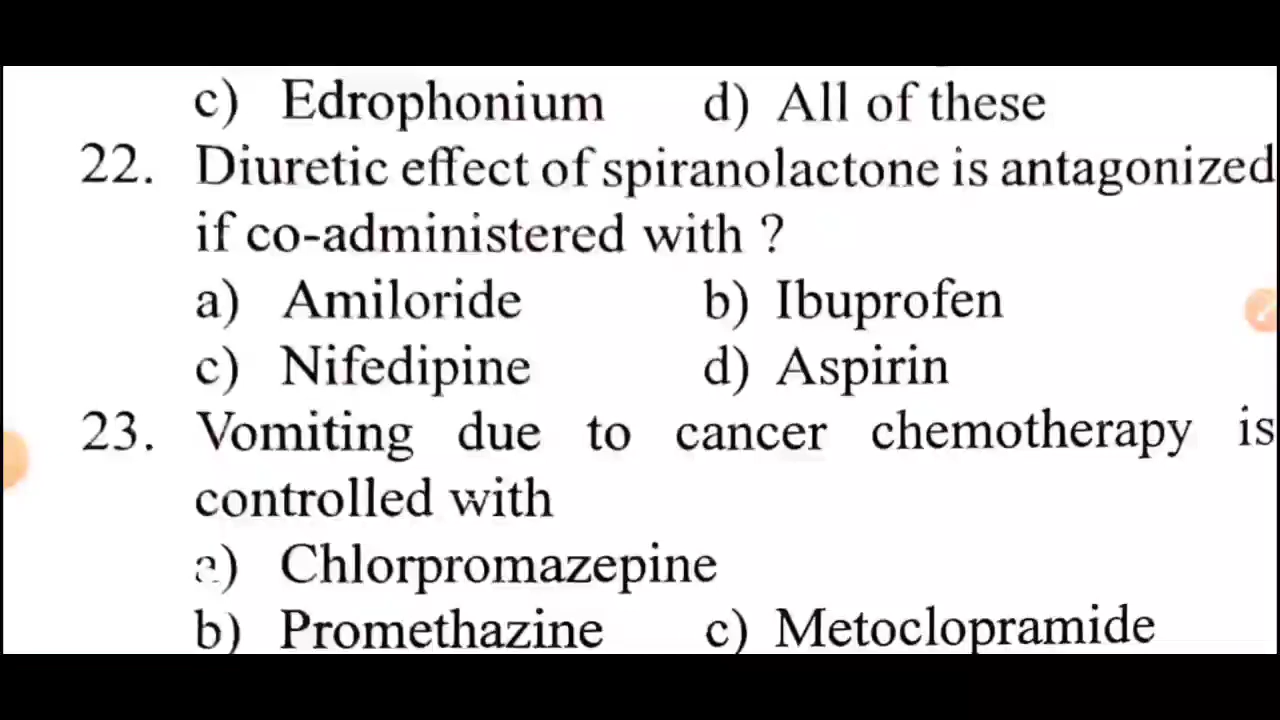 c) Edrophonium d) All of these
22. Diuretic effect of spiranolactone is antagonized
if co-administered with ?
a) Amiloride b) Ibuprofen
c) Nifedipine d) Aspirin
23. Vomiting due to cancer chemotherapy is
controlled with
a) Chlorpromazepine
b) Promethazine c) Metoclopramide